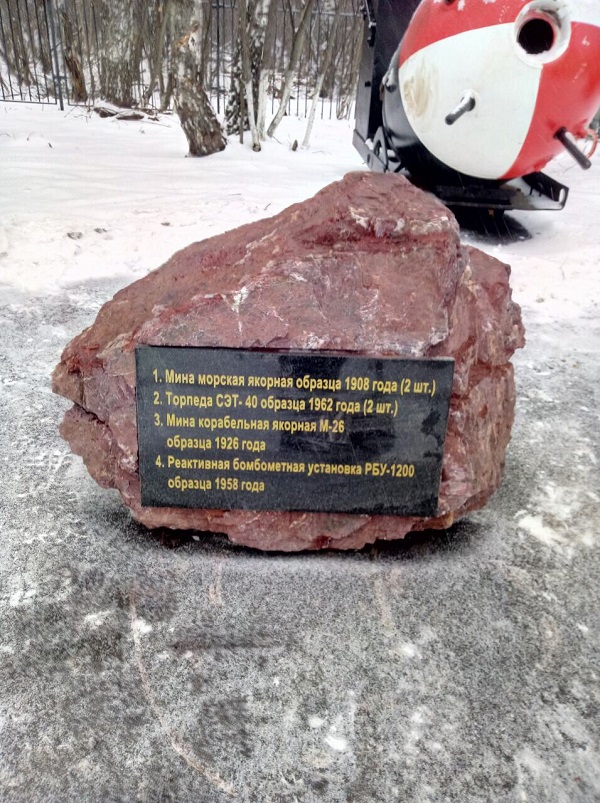 1. Мина морская якорная образца 1908 года (2 шт.)
2. Торпеда СЭТ- 40 образца 1962 года (2 шт.)
3. Мина корабельная якорная М-26
образца 1926 года
4. Реактивная бомбометная установка РБУ-1200
образца 1958 года